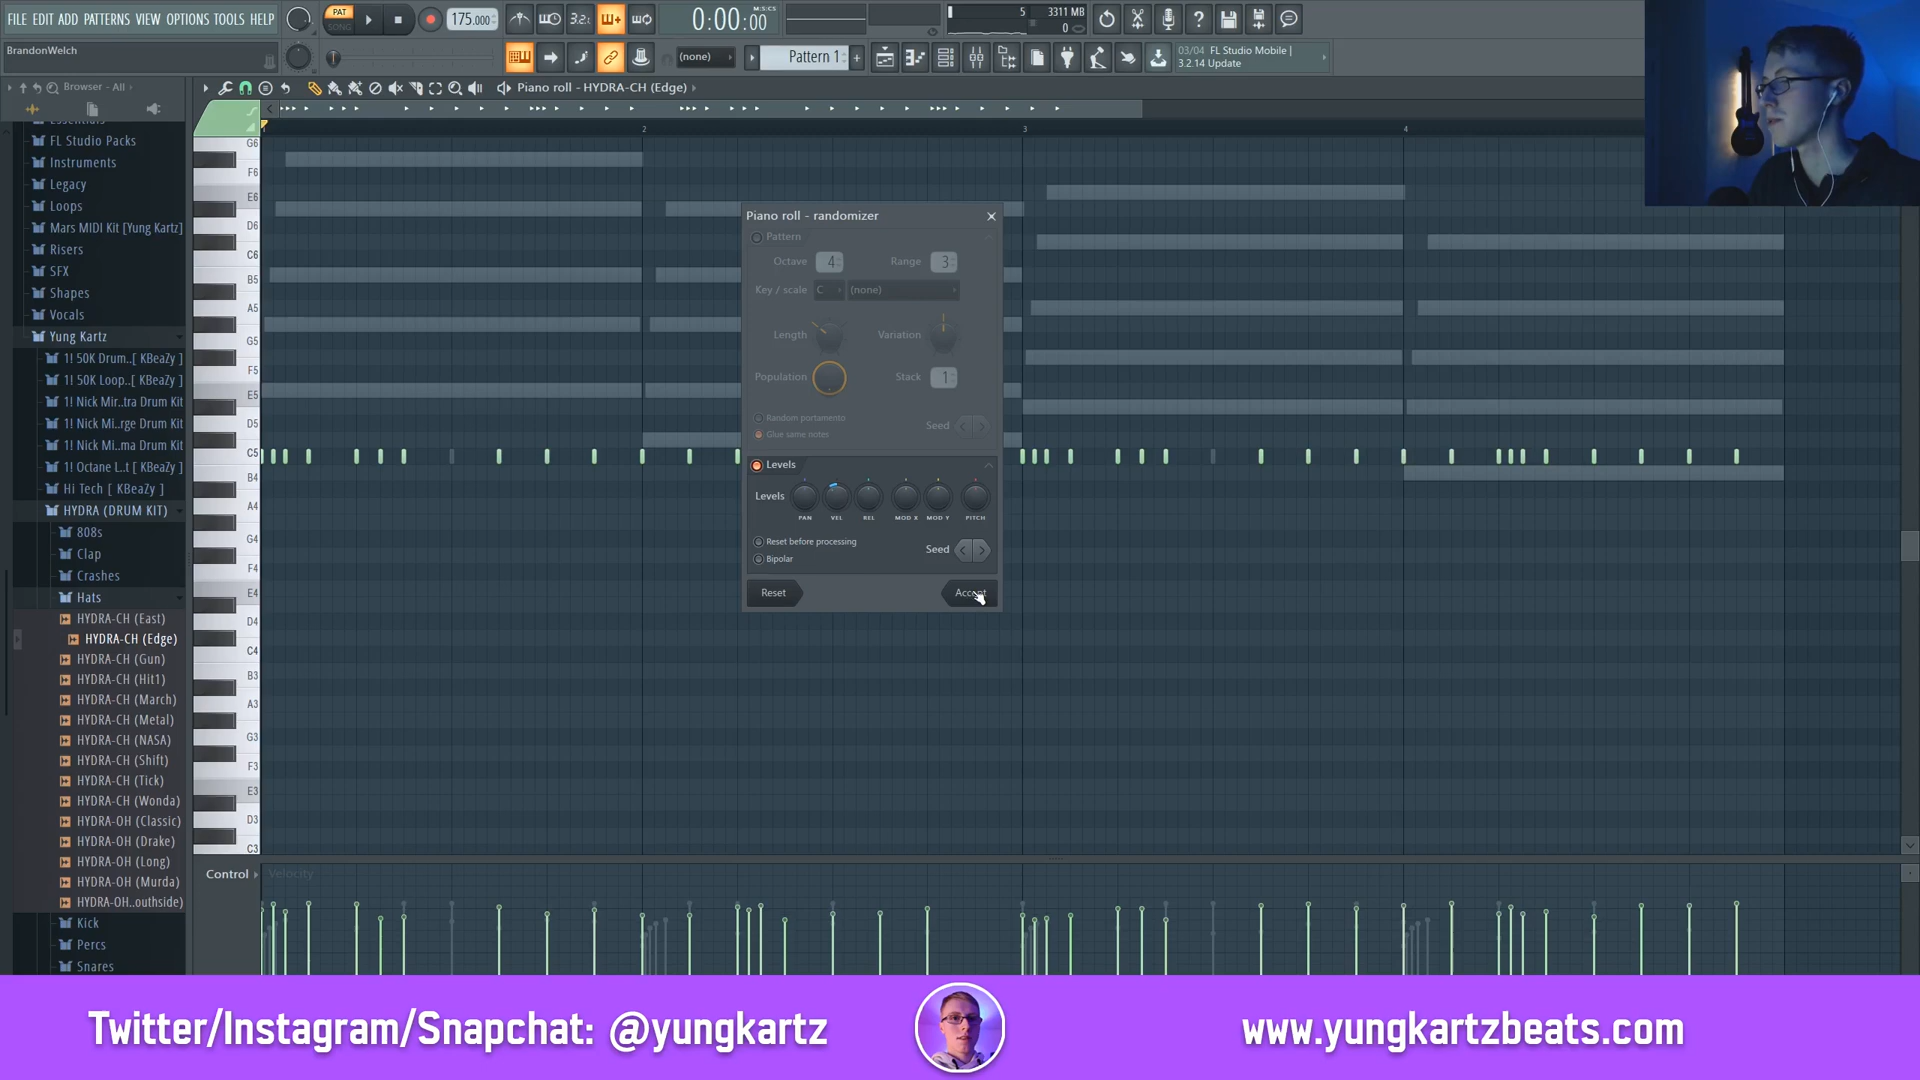 FILE EDIT ADD PATTERNS VIEW OPTIONS TOOLS HELP
PAT
SONG
175.000
3.2:
0:00:00
M:S:CS
5
3311 MB
0
BrandonWelch
(none)
Pattern 1
+
03/04 FL Studio Mobile |
3.2.14 Update
Browser - All
Piano roll - HYDRA-CH (Edge)
1
2
3
4
Essentials
FL Studio Packs
Instruments
Legacy
Loops
Mars MIDI Kit [Yung Kartz]
Risers
SFX
Shapes
Vocals
Yung Kartz
1! 50K Drum..[ KBeaZy ]
1! 50K Loop..[ KBeaZy ]
1! Nick Mir..tra Drum Kit
1! Nick Mi..rge Drum Kit
1! Nick Mi..ma Drum Kit
1! Octane L..t [ KBeaZy ]
Hi Tech [ KBeaZy ]
HYDRA (DRUM KIT)
808s
Clap
Crashes
Hats
HYDRA-CH (East)
HYDRA-CH (Edge)
HYDRA-CH (Gun)
HYDRA-CH (Hit1)
HYDRA-CH (March)
HYDRA-CH (Metal)
HYDRA-CH (NASA)
HYDRA-CH (Shift)
HYDRA-CH (Tick)
HYDRA-CH (Wonda)
HYDRA-OH (Classic)
HYDRA-OH (Drake)
HYDRA-OH (Long)
HYDRA-OH (Murda)
HYDRA-OH..outhside)
Kick
Percs
Snares
G6
F6
E6
D6
C6
B5
A5
G5
F5
E5
D5
C5
B4
A4
G4
F4
E4
D4
C4
B3
A3
G3
F3
E3
D3
C3
Piano roll - randomizer
Pattern
Octave 4 Range 3
Key / scale C (none)
Length Variation
Population Stack 1
Random portamento
Glue same notes Seed
Levels
Levels
PAN VEL REL MOD X MOD Y PITCH
Reset before processing
Bipolar Seed
Reset Accept
Control Velocity
Twitter/Instagram/Snapchat: @yungkartz
www.yungkartzbeats.com